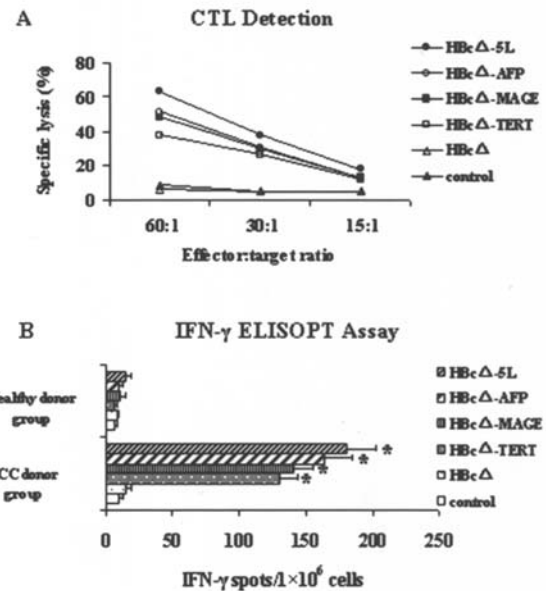 A
CTL Detection
Specific lysis (%)
80
60
40
20
0
60:1
30:1
15:1
Effector:target ratio
HBcΔ-5L
HBcΔ-AFP
HBcΔ-MAGE
HBcΔ-TERT
HBcΔ
control
B
IFN-γ ELISOPT Assay
ealthy donor
group
CC donor
group
*
*
*
*
0
50
100
150
200
250
IFN-γ spots/1×10⁶ cells
HBcΔ-5L
HBcΔ-AFP
HBcΔ-MAGE
HBcΔ-TERT
HBcΔ
control